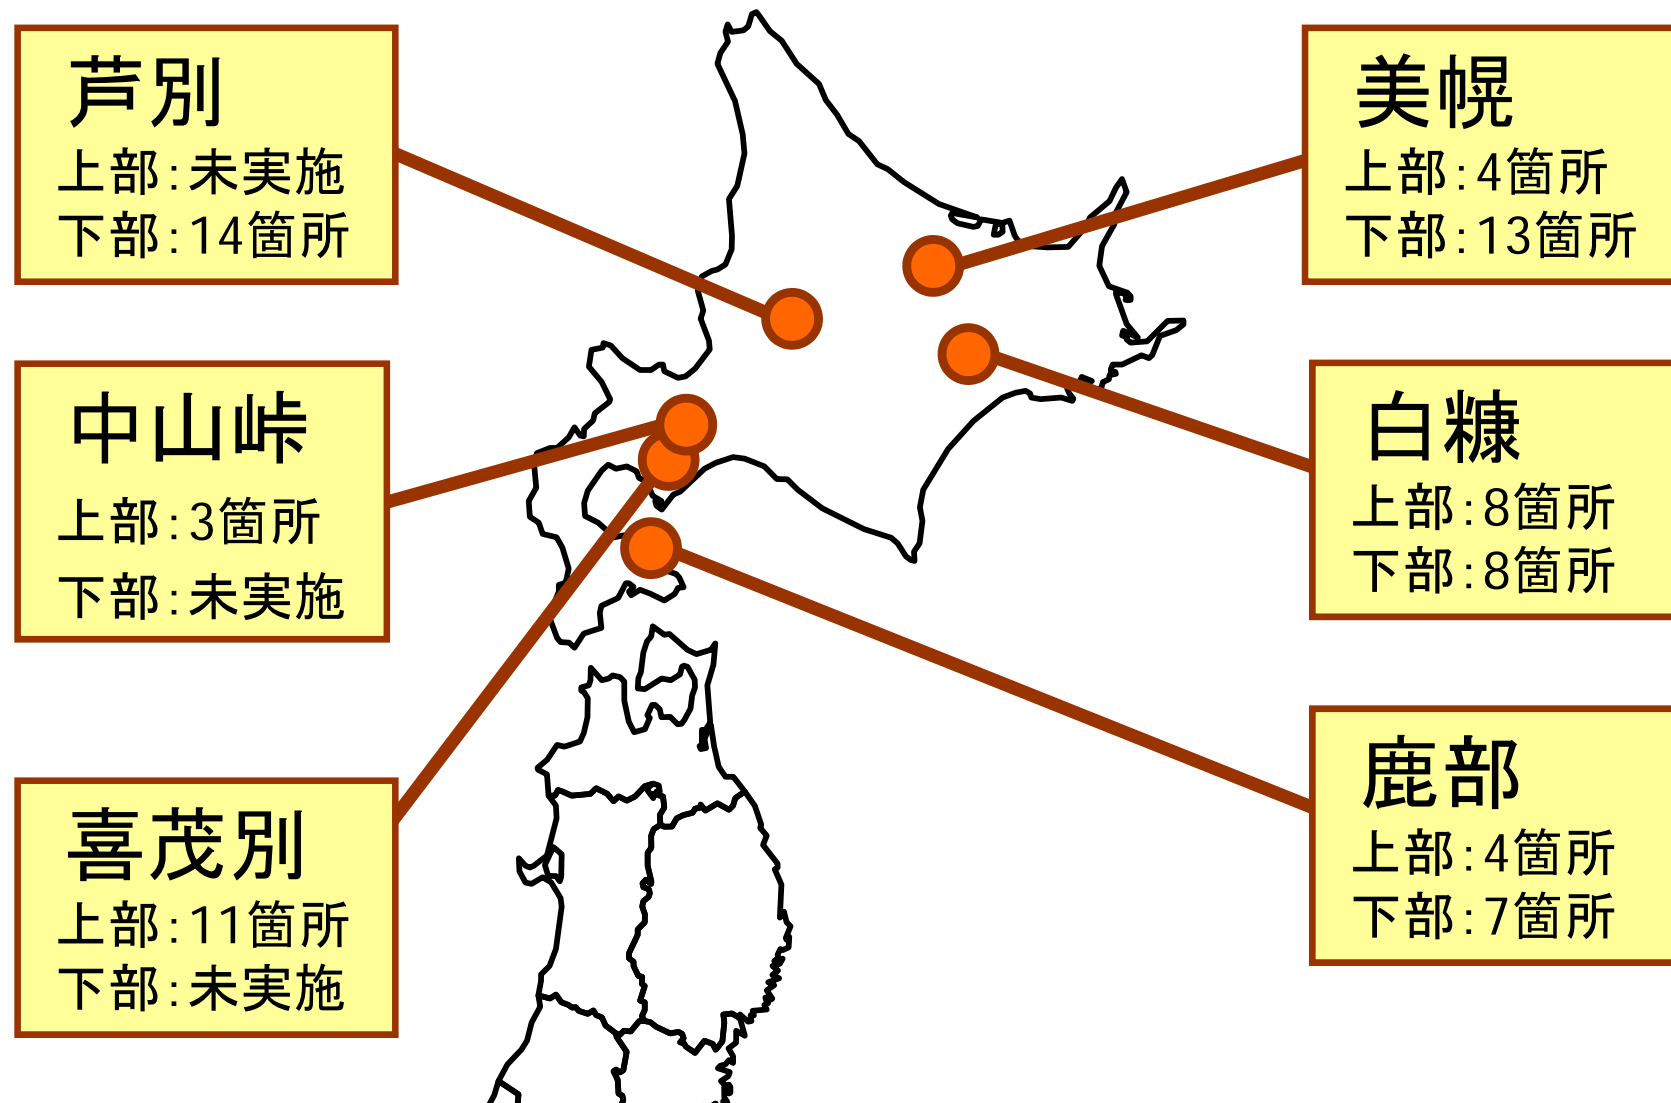 芦別
上部:未実施
下部:14箇所
中山峠
上部:3箇所
下部:未実施
喜茂別
上部:11箇所
下部:未実施
美幌
上部:4箇所
下部:13箇所
白糠
上部:8箇所
下部:8箇所
鹿部
上部:4箇所
下部:7箇所